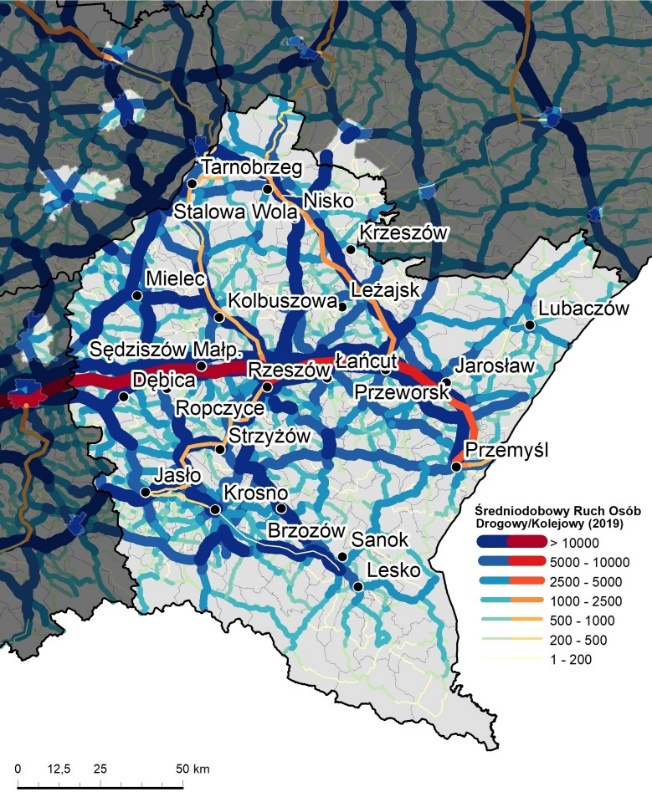 Tarnobrzeg
Stalowa Wola
Nisko
Krzeszów
Mielec
Kolbuszowa
Leżajsk
Lubaczów
Sędziszów Młp.
Łańcut
Dębica
Rzeszów
Jarosław
Ropczyce
Przeworsk
Strzyżów
Przemyśl
Jasło
Krosno
Brzozów
Sanok
Lesko
Średniodobowy Ruch Osób
Drogowy/Kolejowy (2019)
> 10000
5000 - 10000
2500 - 5000
1000 - 2500
500 - 1000
200 - 500
1 - 200
0 12,5 25 50 km